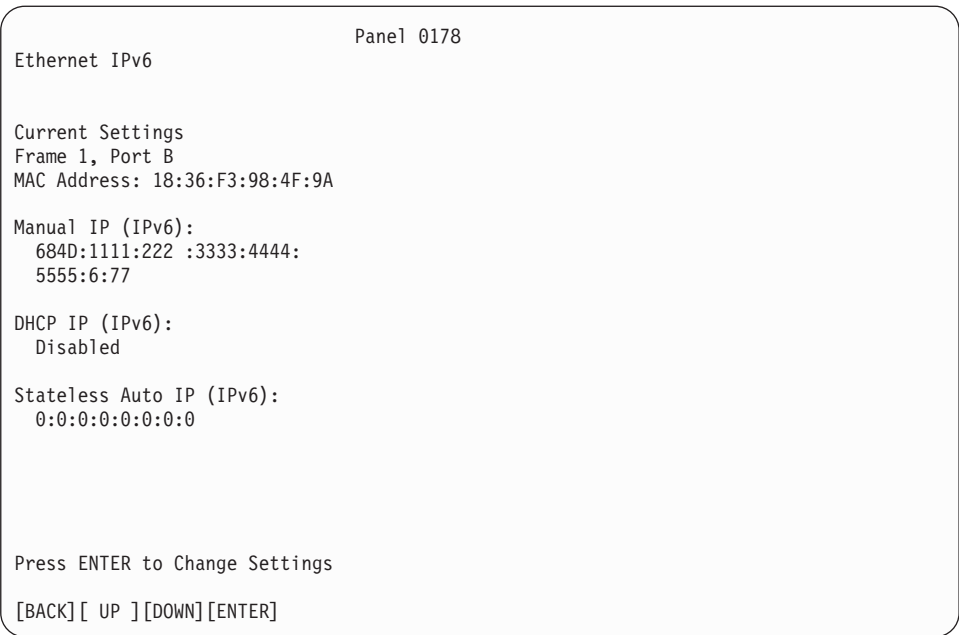 Panel 0178
Ethernet IPv6
Current Settings
Frame 1, Port B
MAC Address: 18:36:F3:98:4F:9A
Manual IP (IPv6):
684D:1111:222 :3333:4444:
5555:6:77
DHCP IP (IPv6):
Disabled
Stateless Auto IP (IPv6):
0:0:0:0:0:0:0:0
Press ENTER to Change Settings
[BACK][ UP ][DOWN][ENTER]